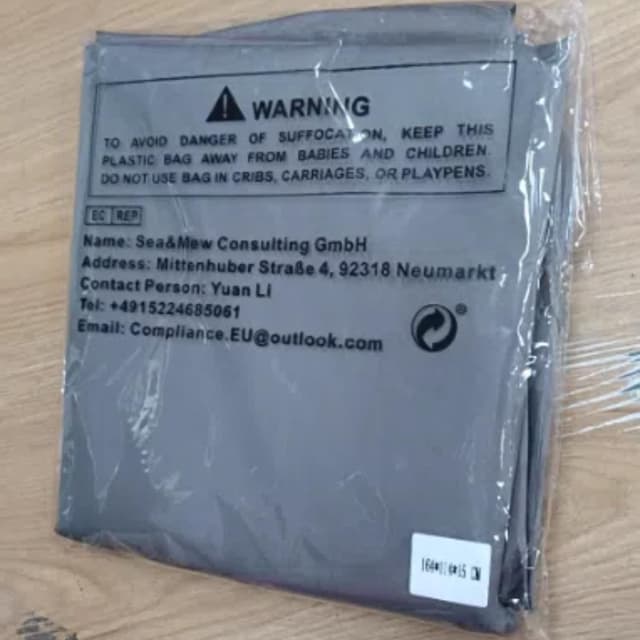 WARNING
TO AVOID DANGER OF SUFFOCATION, KEEP THIS
PLASTIC BAG AWAY FROM BABIES AND CHILDREN.
DO NOT USE BAG IN CRIBS, CARRIAGES, OR PLAYPENS.
EC REP
Name: Sea&Mew Consulting GmbH
Address: Mittenhuber Straße 4, 92318 Neumarkt
Contact Person: Yuan Li
Tel: +4915224685061
Email: Compliance.EU@outlook.com
®
CM